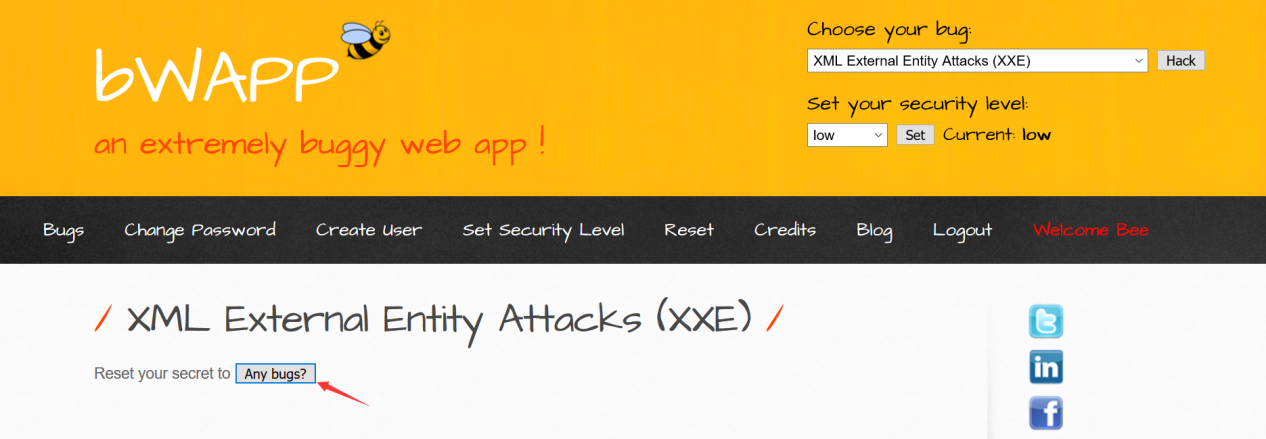 bWAPP
an extremely buggy web app !
Choose your bug:
XML External Entity Attacks (XXE) Hack
Set your security level:
low Set Current: low
Bugs Change Password Create User Set Security Level Reset Credits Blog Logout Welcome Bee
/ XML External Entity Attacks (XXE) /
Reset your secret to Any bugs?
t
in
f